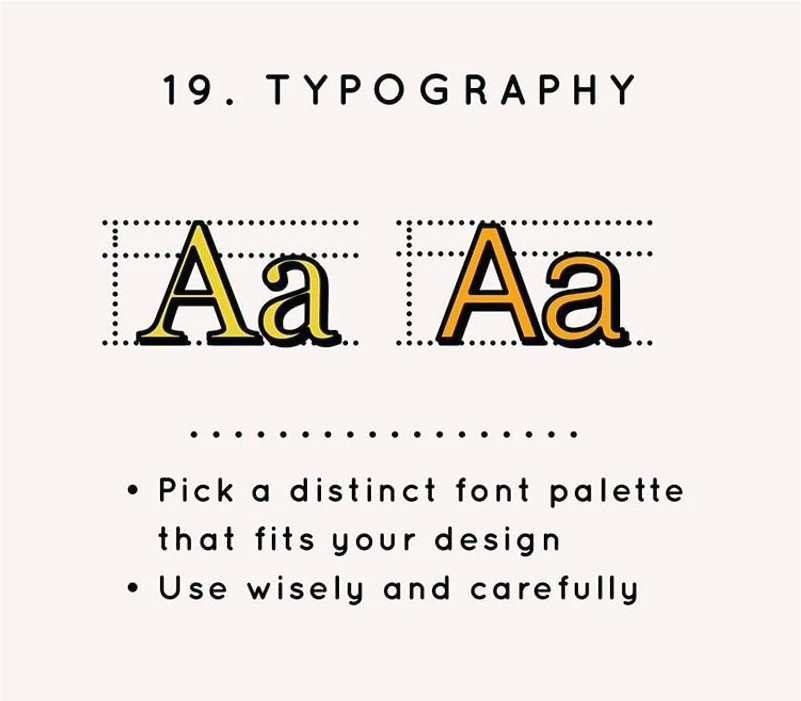 19. TYPOGRAPHY
Aa Aa
• Pick a distinct font palette
that fits your design
• Use wisely and carefully